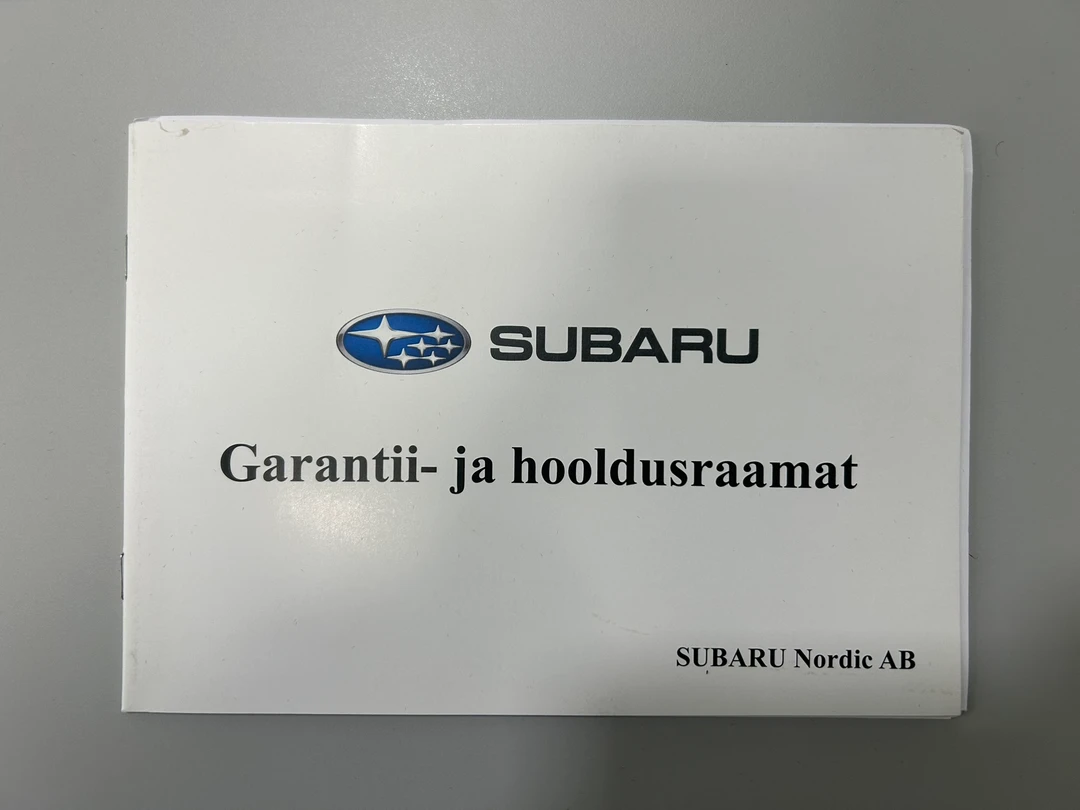 SUBARU
Garantii- ja hooldusraamat
SUBARU Nordic AB